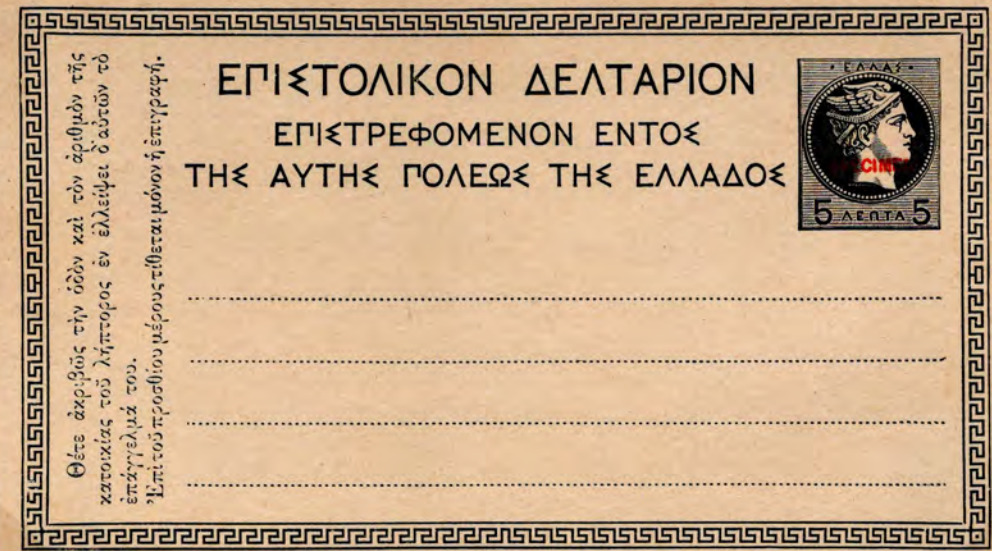 ΕΠΙΣΤΟΛΙΚΟΝ ΔΕΛΤΑΡΙΟΝ
ΕΠΙΣΤΡΕΦΟΜΕΝΟΝ ΕΝΤΟΣ
ΤΗΣ ΑΥΤΗΣ ΠΟΛΕΩΣ ΤΗΣ ΕΛΛΑΔΟΣ
· ΕΛΛΑΣ ·
SPECIMEN
5 ΛΕΠΤΑ 5
Θέτε ἀκριβῶς τὴν ὁδὸν καὶ τὸν ἀριθμὸν τῆς
κατοικίας τοῦ λήπτορος ἐν ἐλλείψει δ' αὐτῶν τὸ
ἐπάγγελμά του.
Ἐπὶ τοῦ προσθίου μέρους τίθεται μόνον ἡ ἐπιγραφή.